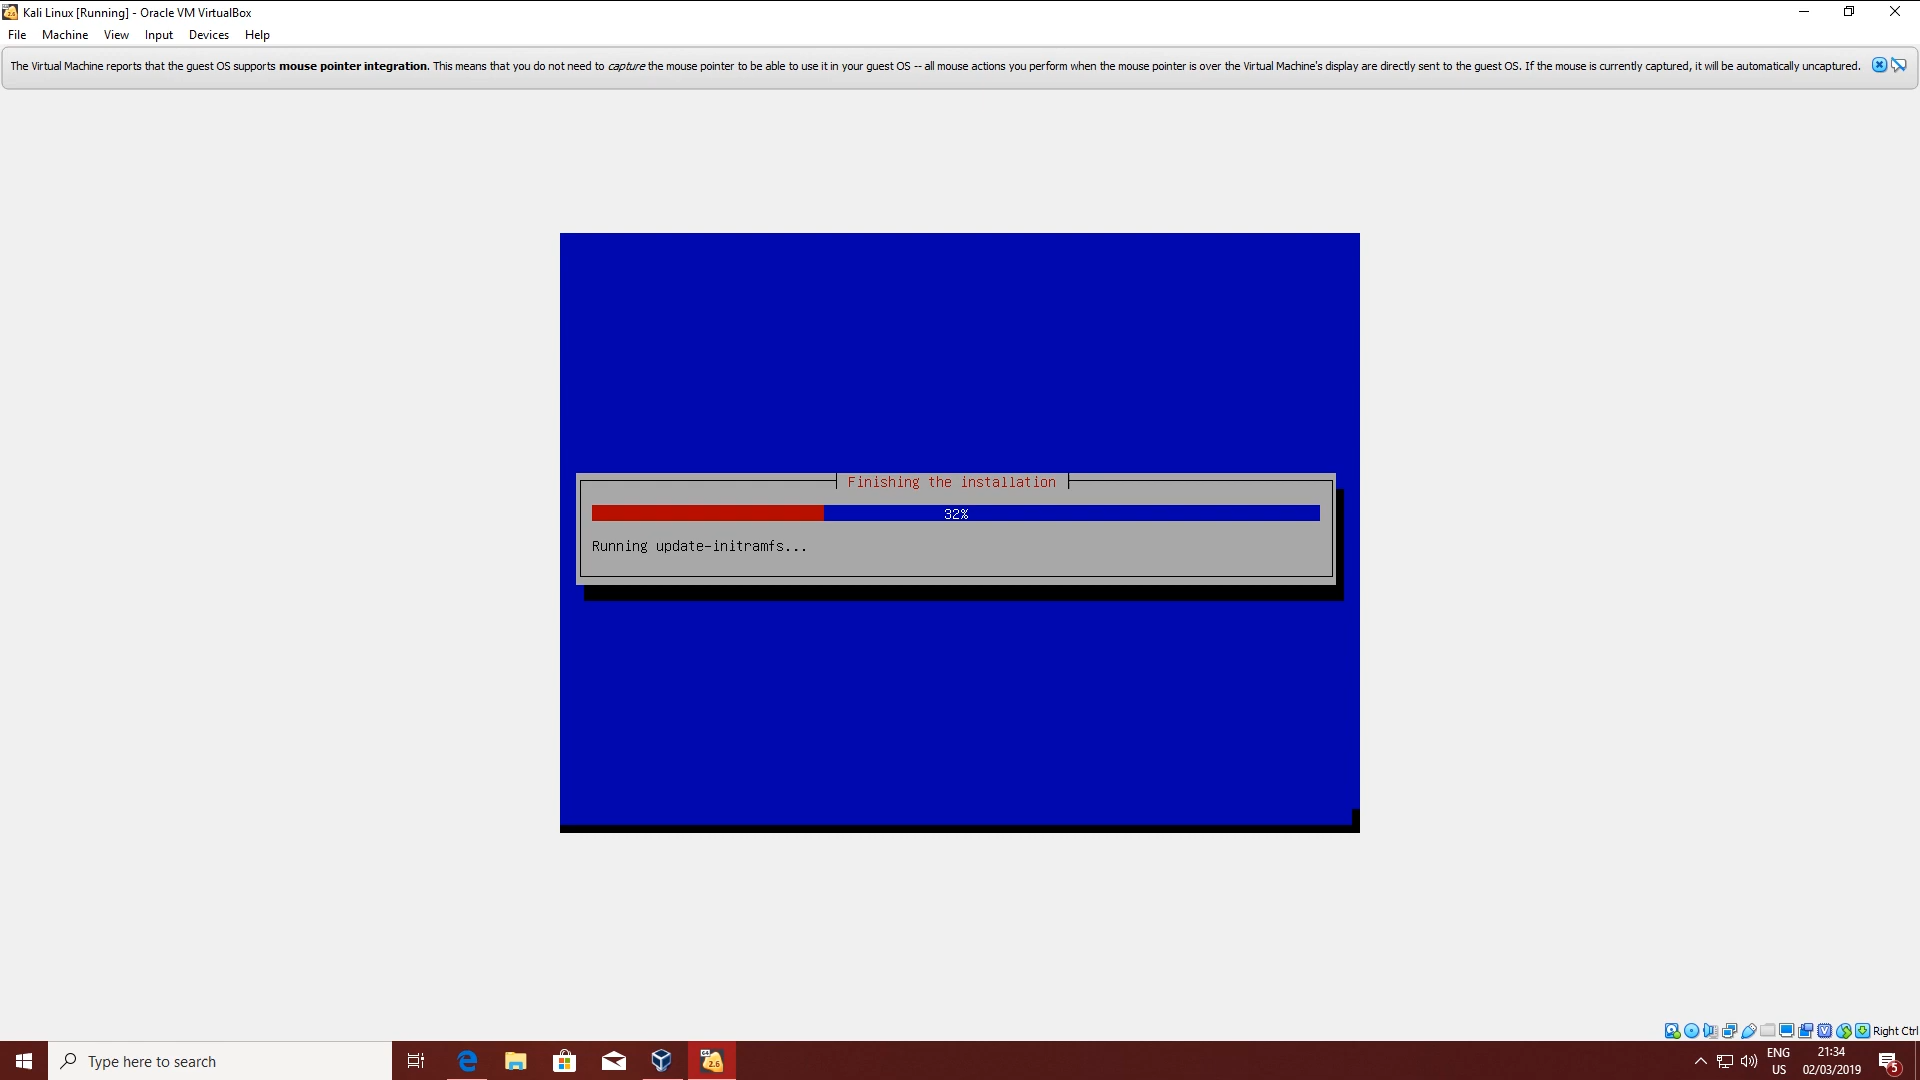 Kali Linux [Running] - Oracle VM VirtualBox
File Machine View Input Devices Help
The Virtual Machine reports that the guest OS supports mouse pointer integration. This means that you do not need to capture the mouse pointer to be able to use it in your guest OS -- all mouse actions you perform when the mouse pointer is over the Virtual Machine's display are directly sent to the guest OS. If the mouse is currently captured, it will be automatically uncaptured.
Finishing the installation
32%
Running update-initramfs...
Right Ctrl
Type here to search
64
2.6
ENG
US
21:34
02/03/2019
5